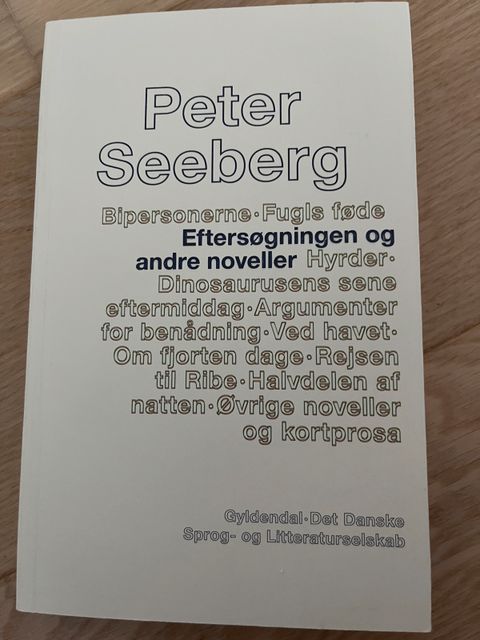 Peter
Seeberg
Bipersonerne·Fugls føde
Eftersøgningen og
andre noveller Hyrder·
Dinosaurusens sene
eftermiddag·Argumenter
for benådning·Ved havet·
Om fjorten dage·Rejsen
til Ribe·Halvdelen af
natten·Øvrige noveller
og kortprosa
Gyldendal·Det Danske
Sprog- og Litteraturselskab